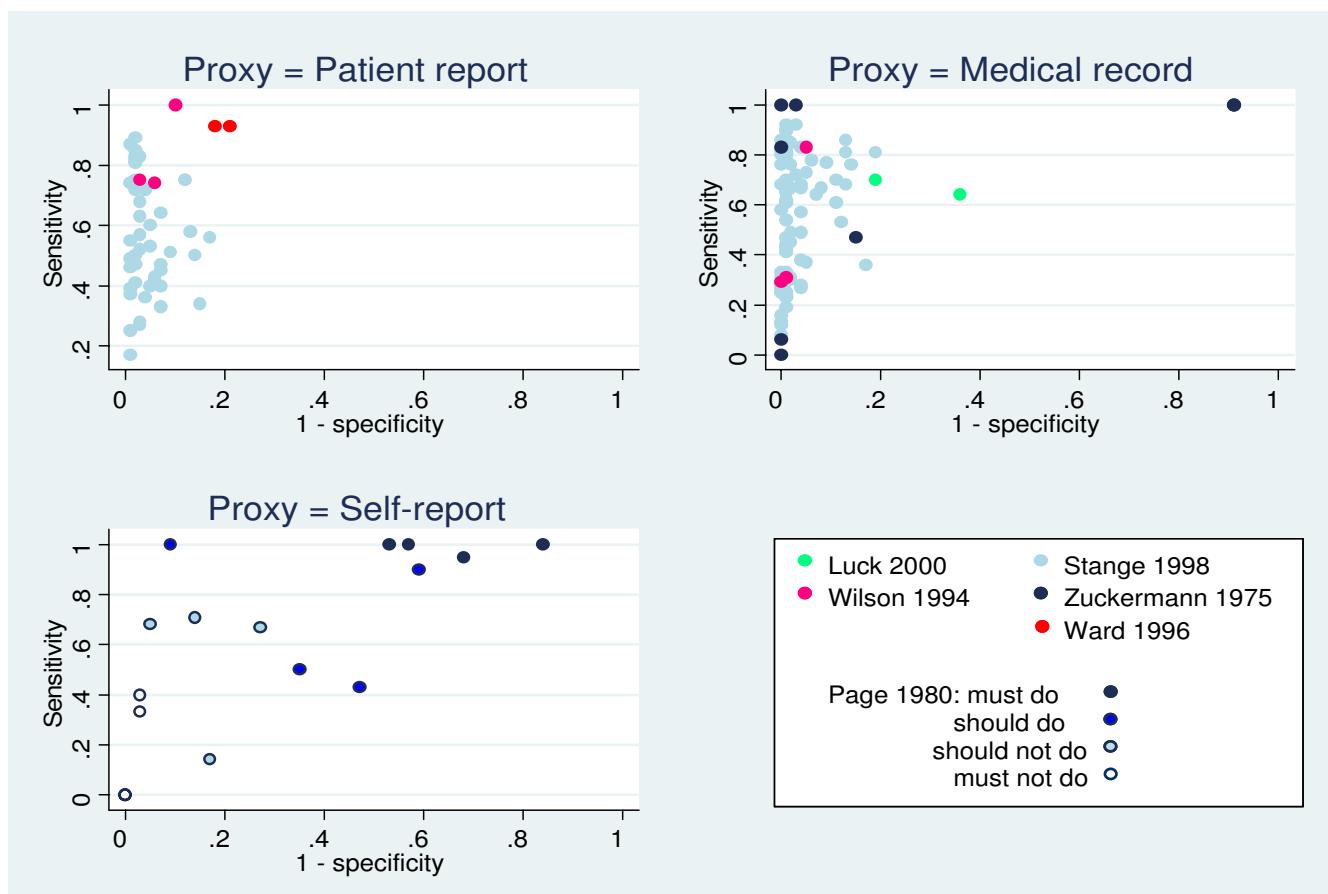 Proxy = Patient report
Sensitivity
.2 .4 .6 .8 1
0 .2 .4 .6 .8 1
1 - specificity
Proxy = Medical record
Sensitivity
0 .2 .4 .6 .8 1
0 .2 .4 .6 .8 1
1 - specificity
Proxy = Self-report
Sensitivity
0 .2 .4 .6 .8 1
0 .2 .4 .6 .8 1
1 - specificity
Luck 2000 Stange 1998
Wilson 1994 Zuckermann 1975
Ward 1996
Page 1980: must do
should do
should not do
must not do